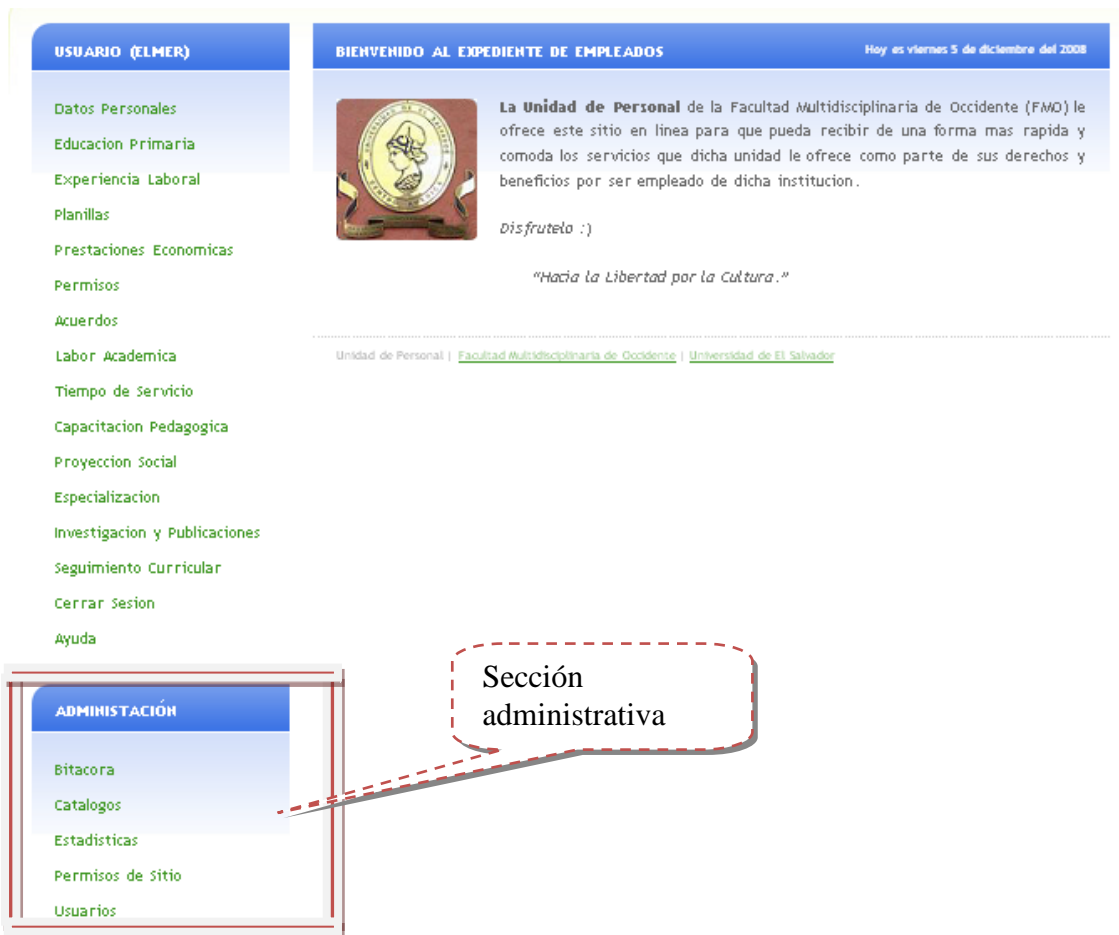 USUARIO (ELMER)
Datos Personales
Educacion Primaria
Experiencia Laboral
Planillas
Prestaciones Economicas
Permisos
Acuerdos
Labor Academica
Tiempo de Servicio
Capacitacion Pedagogica
Proyeccion Social
Especializacion
Investigacion y Publicaciones
Seguimiento Curricular
Cerrar Sesion
Ayuda
ADMINISTACIÓN
Bitacora
Catalogos
Estadisticas
Permisos de Sitio
Usuarios
BIENVENIDO AL EXPEDIENTE DE EMPLEADOS
Hoy es viernes 5 de diciembre del 2008
La Unidad de Personal de la Facultad Multidisciplinaria de Occidente (FMO) le
ofrece este sitio en linea para que pueda recibir de una forma mas rapida y
comoda los servicios que dicha unidad le ofrece como parte de sus derechos y
beneficios por ser empleado de dicha institucion.
Disfrutelo :)
“Hacia la Libertad por la Cultura.”
Unidad de Personal | Facultad Multidisciplinaria de Occidente | Universidad de El Salvador
Sección
administrativa